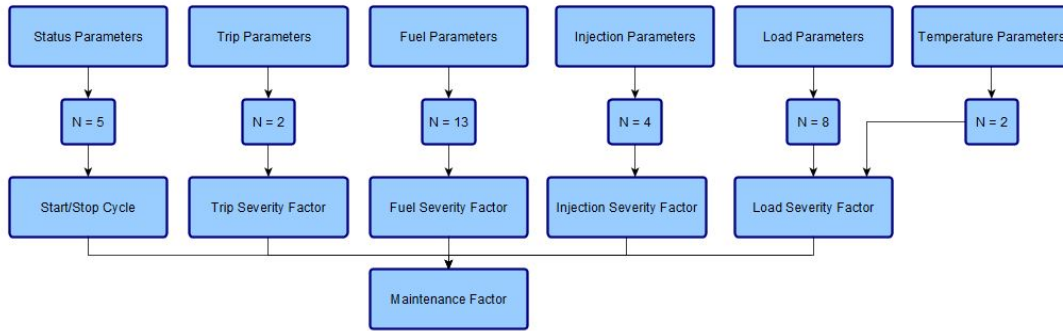 Status Parameters
Trip Parameters
Fuel Parameters
Injection Parameters
Load Parameters
Temperature Parameters
N = 5
N = 2
N = 13
N = 4
N = 8
N = 2
Start/Stop Cycle
Trip Severity Factor
Fuel Severity Factor
Injection Severity Factor
Load Severity Factor
Maintenance Factor